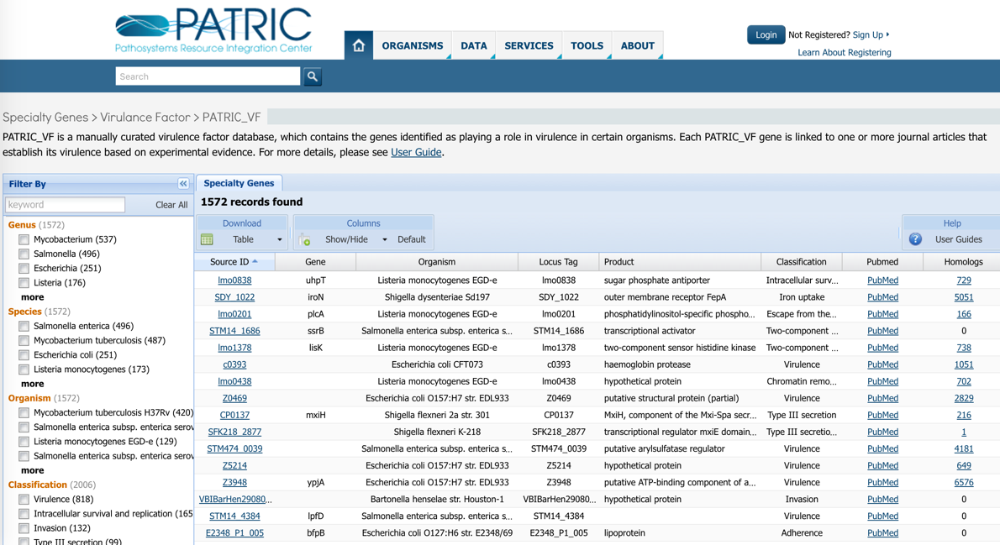 PATRIC
Pathosystems Resource Integration Center
ORGANISMS DATA SERVICES TOOLS ABOUT
Login Not Registered? Sign Up
Learn About Registering
Search
Specialty Genes > Virulance Factor > PATRIC_VF
PATRIC_VF is a manually curated virulence factor database, which contains the genes identified as playing a role in virulence in certain organisms. Each PATRIC_VF gene is linked to one or more journal articles that
establish its virulence based on experimental evidence. For more details, please see User Guide.
Filter By
keyword Clear All
Genus (1572)
Mycobacterium (537)
Salmonella (496)
Escherichia (251)
Listeria (176)
more
Species (1572)
Salmonella enterica (496)
Mycobacterium tuberculosis (487)
Escherichia coli (251)
Listeria monocytogenes (173)
more
Organism (1572)
Mycobacterium tuberculosis H37Rv (420)
Salmonella enterica subsp. enterica serov
Listeria monocytogenes EGD-e (129)
Salmonella enterica subsp. enterica serov
more
Classification (2006)
Virulence (818)
Intracellular survival and replication (165
Invasion (132)
Type III secretion (99)
Specialty Genes
1572 records found
Download Columns Help
Table Show/Hide Default ? User Guides
Source ID Gene Organism Locus Tag Product Classification Pubmed Homologs
lmo0838 uhpT Listeria monocytogenes EGD-e lmo0838 sugar phosphate antiporter Intracellular surv... PubMed 729
SDY_1022 iroN Shigella dysenteriae Sd197 SDY_1022 outer membrane receptor FepA Iron uptake PubMed 5051
lmo0201 plcA Listeria monocytogenes EGD-e lmo0201 phosphatidylinositol-specific phospho... Escape from the... PubMed 166
STM14_1686 ssrB Salmonella enterica subsp. enterica s... STM14_1686 transcriptional activator Two-component ... PubMed 0
lmo1378 lisK Listeria monocytogenes EGD-e lmo1378 two-component sensor histidine kinase Two-component ... PubMed 738
c0393 Escherichia coli CFT073 c0393 haemoglobin protease Virulence PubMed 1051
lmo0438 Listeria monocytogenes EGD-e lmo0438 hypothetical protein Chromatin remo... PubMed 702
Z0469 Escherichia coli O157:H7 str. EDL933 Z0469 putative structural protein (partial) Virulence PubMed 2829
CP0137 mxiH Shigella flexneri 2a str. 301 CP0137 MxiH, component of the Mxi-Spa secr... Type III secretion PubMed 216
SFK218_2877 Shigella flexneri K-218 SFK218_2877 transcriptional regulator mxiE domain... Type III secretio... PubMed 1
STM474_0039 Salmonella enterica subsp. enterica s... STM474_0039 putative arylsulfatase regulator Virulence PubMed 4181
Z5214 Escherichia coli O157:H7 str. EDL933 Z5214 hypothetical protein Virulence PubMed 649
Z3948 ypjA Escherichia coli O157:H7 str. EDL933 Z3948 putative ATP-binding component of a... Virulence PubMed 6576
VBIBarHen29080... Bartonella henselae str. Houston-1 VBIBarHen29080... hypothetical protein Invasion PubMed 0
STM14_4384 lpfD Salmonella enterica subsp. enterica s... STM14_4384 Virulence PubMed 0
E2348_P1_005 bfpB Escherichia coli O127:H6 str. E2348/69 E2348_P1_005 lipoprotein Adherence PubMed 0